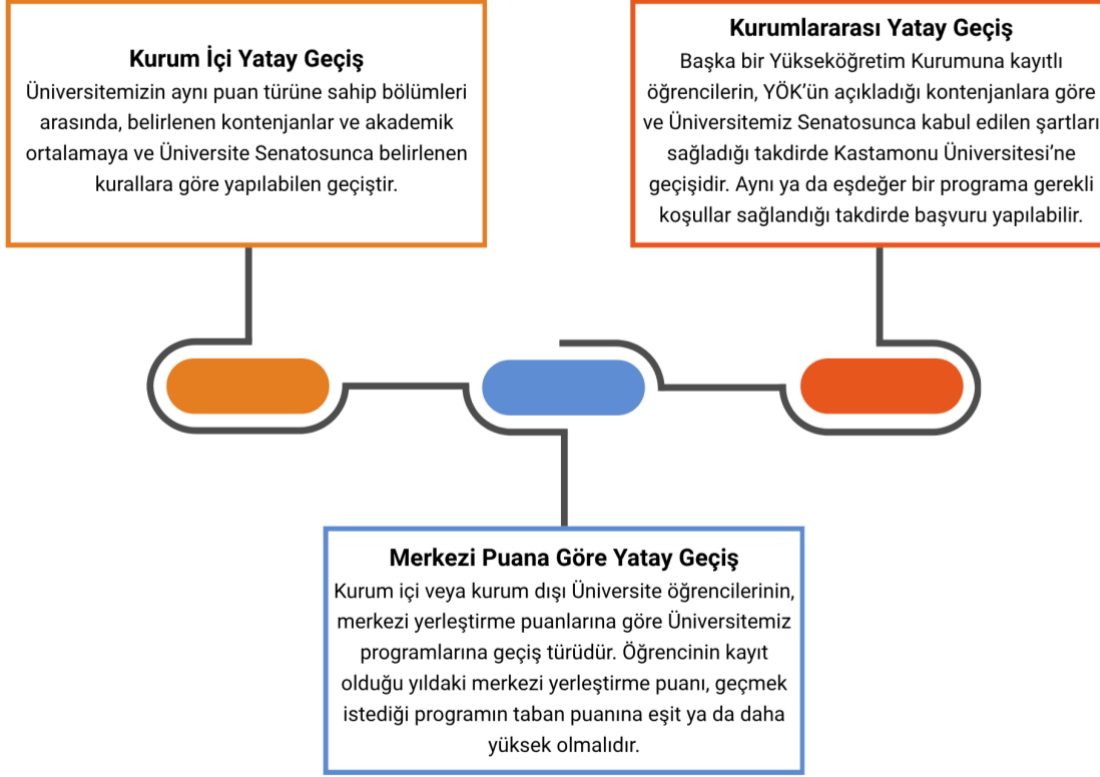 Kurum İçi Yatay Geçiş
Üniversitemizin aynı puan türüne sahip bölümleri
arasında, belirlenen kontenjanlar ve akademik
ortalamaya ve Üniversite Senatosunca belirlenen
kurallara göre yapılabilen geçiştir.
Kurumlararası Yatay Geçiş
Başka bir Yükseköğretim Kurumuna kayıtlı
öğrencilerin, YÖK’ün açıkladığı kontenjanlara göre
ve Üniversitemiz Senatosunca kabul edilen şartları
sağladığı takdirde Kastamonu Üniversitesi’ne
geçişidir. Aynı ya da eşdeğer bir programa gerekli
koşullar sağlandığı takdirde başvuru yapılabilir.
Merkezi Puana Göre Yatay Geçiş
Kurum içi veya kurum dışı Üniversite öğrencilerinin,
merkezi yerleştirme puanlarına göre Üniversitemiz
programlarına geçiş türüdür. Öğrencinin kayıt
olduğu yıldaki merkezi yerleştirme puanı, geçmek
istediği programın taban puanına eşit ya da daha
yüksek olmalıdır.